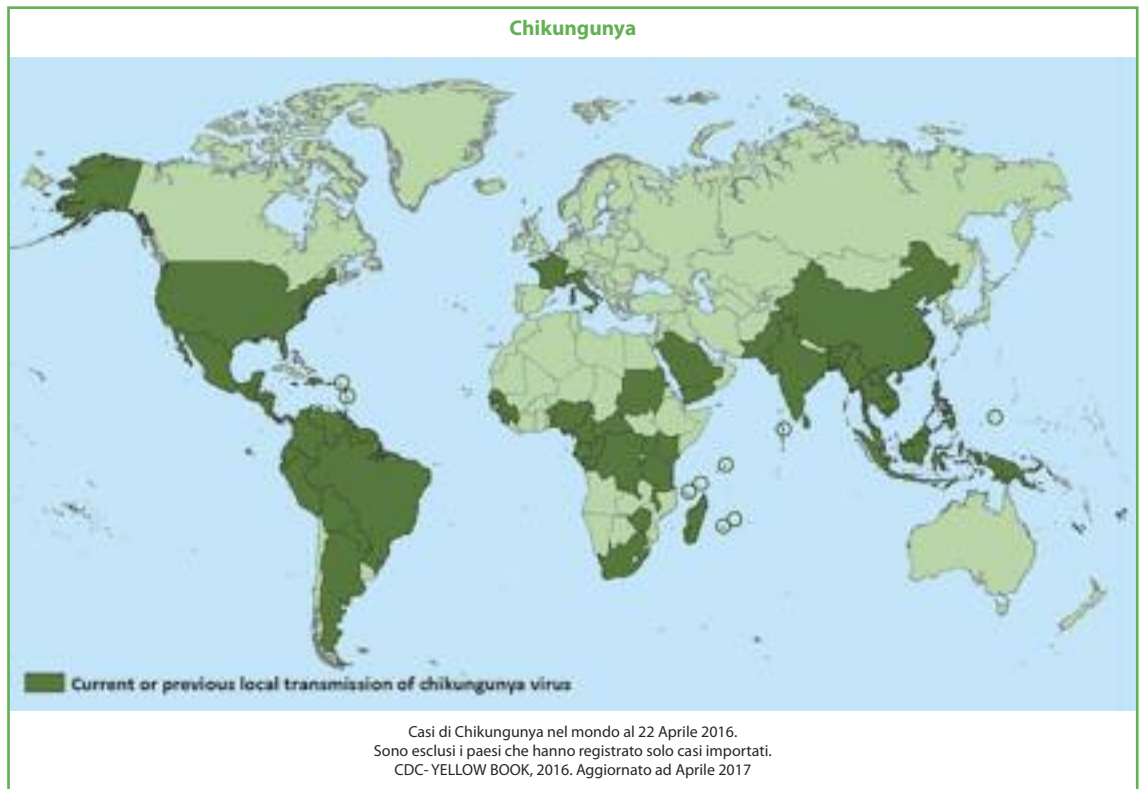 Chikungunya
Current or previous local transmission of chikungunya virus
Casi di Chikungunya nel mondo al 22 Aprile 2016.
Sono esclusi i paesi che hanno registrato solo casi importati.
CDC- YELLOW BOOK, 2016. Aggiornato ad Aprile 2017